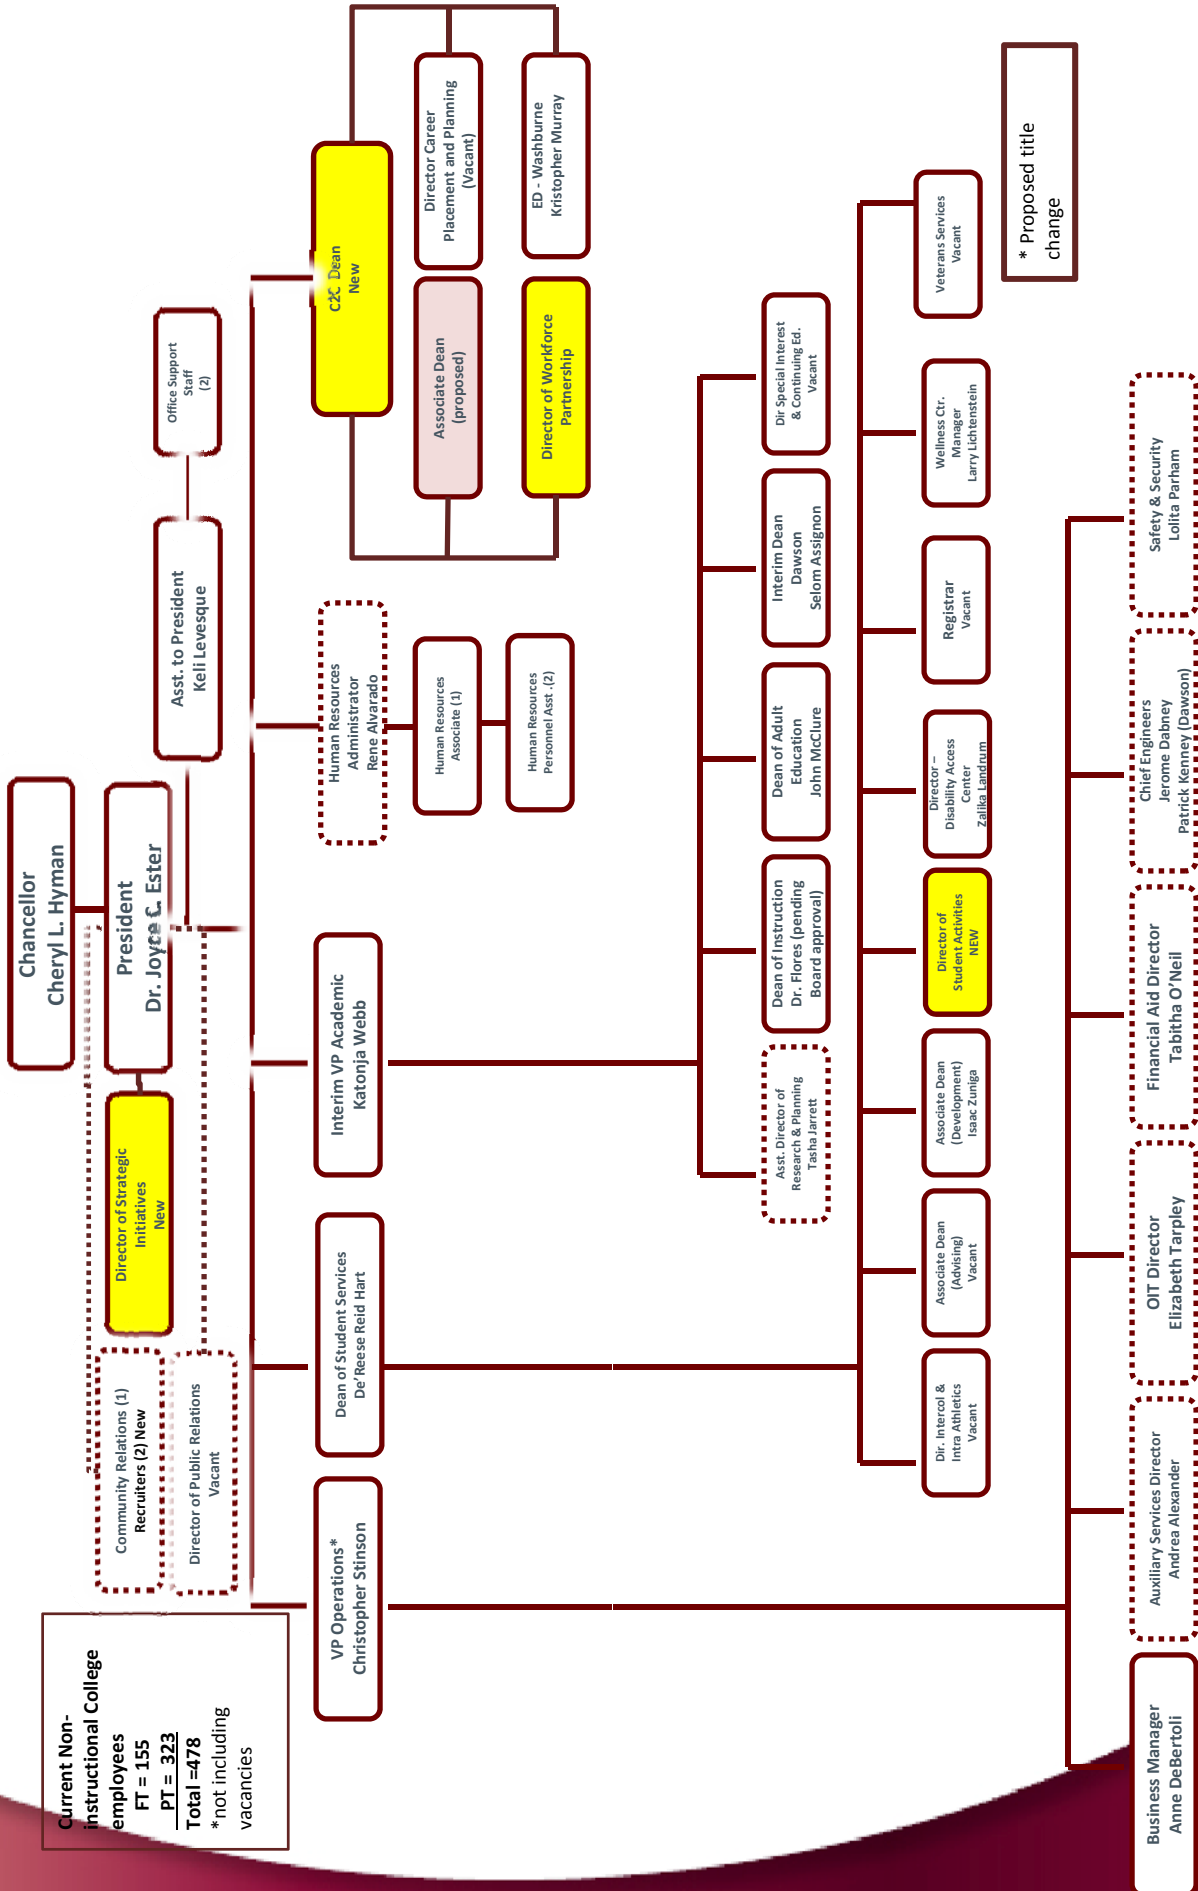 Chancellor
Cheryl L. Hyman
President
Dr. Joyce C. Ester
Current Non-
instructional College
employees
FT = 155
PT = 323
Total =478
*not including
vacancies
Community Relations (1)
Recruiters (2) New
Director of Public Relations
Vacant
Director of Strategic
Initiatives
New
Asst. to President
Keli Levesque
Office Support
Staff
(2)
VP Operations*
Christopher Stinson
Dean of Student Services
De’Reese Reid Hart
Interim VP Academic
Katonja Webb
Human Resources
Administrator
Rene Alvarado
C2C Dean
New
Human Resources
Associate (1)
Human Resources
Personnel Asst .(2)
Associate Dean
(proposed)
Director Career
Placement and Planning
(Vacant)
Director of Workforce
Partnership
ED - Washburne
Kristopher Murray
Asst. Director of
Research & Planning
Tasha Jarrett
Dean of Instruction
Dr. Flores (pending
Board approval)
Dean of Adult
Education
John McClure
Interim Dean
Dawson
Selom Assignon
Dir Special Interest
& Continuing Ed.
Vacant
Dir. Intercol &
Intra Athletics
Vacant
Associate Dean
(Advising)
Vacant
Associate Dean
(Development)
Isaac Zuniga
Director of
Student Activities
NEW
Director –
Disability Access
Center
Zalika Landrum
Registrar
Vacant
Wellness Ctr.
Manager
Larry Lichtenstein
Veterans Services
Vacant
* Proposed title
change
Business Manager
Anne DeBertoli
Auxiliary Services Director
Andrea Alexander
OIT Director
Elizabeth Tarpley
Financial Aid Director
Tabitha O’Neil
Chief Engineers
Jerome Dabney
Patrick Kenney (Dawson)
Safety & Security
Lolita Parham